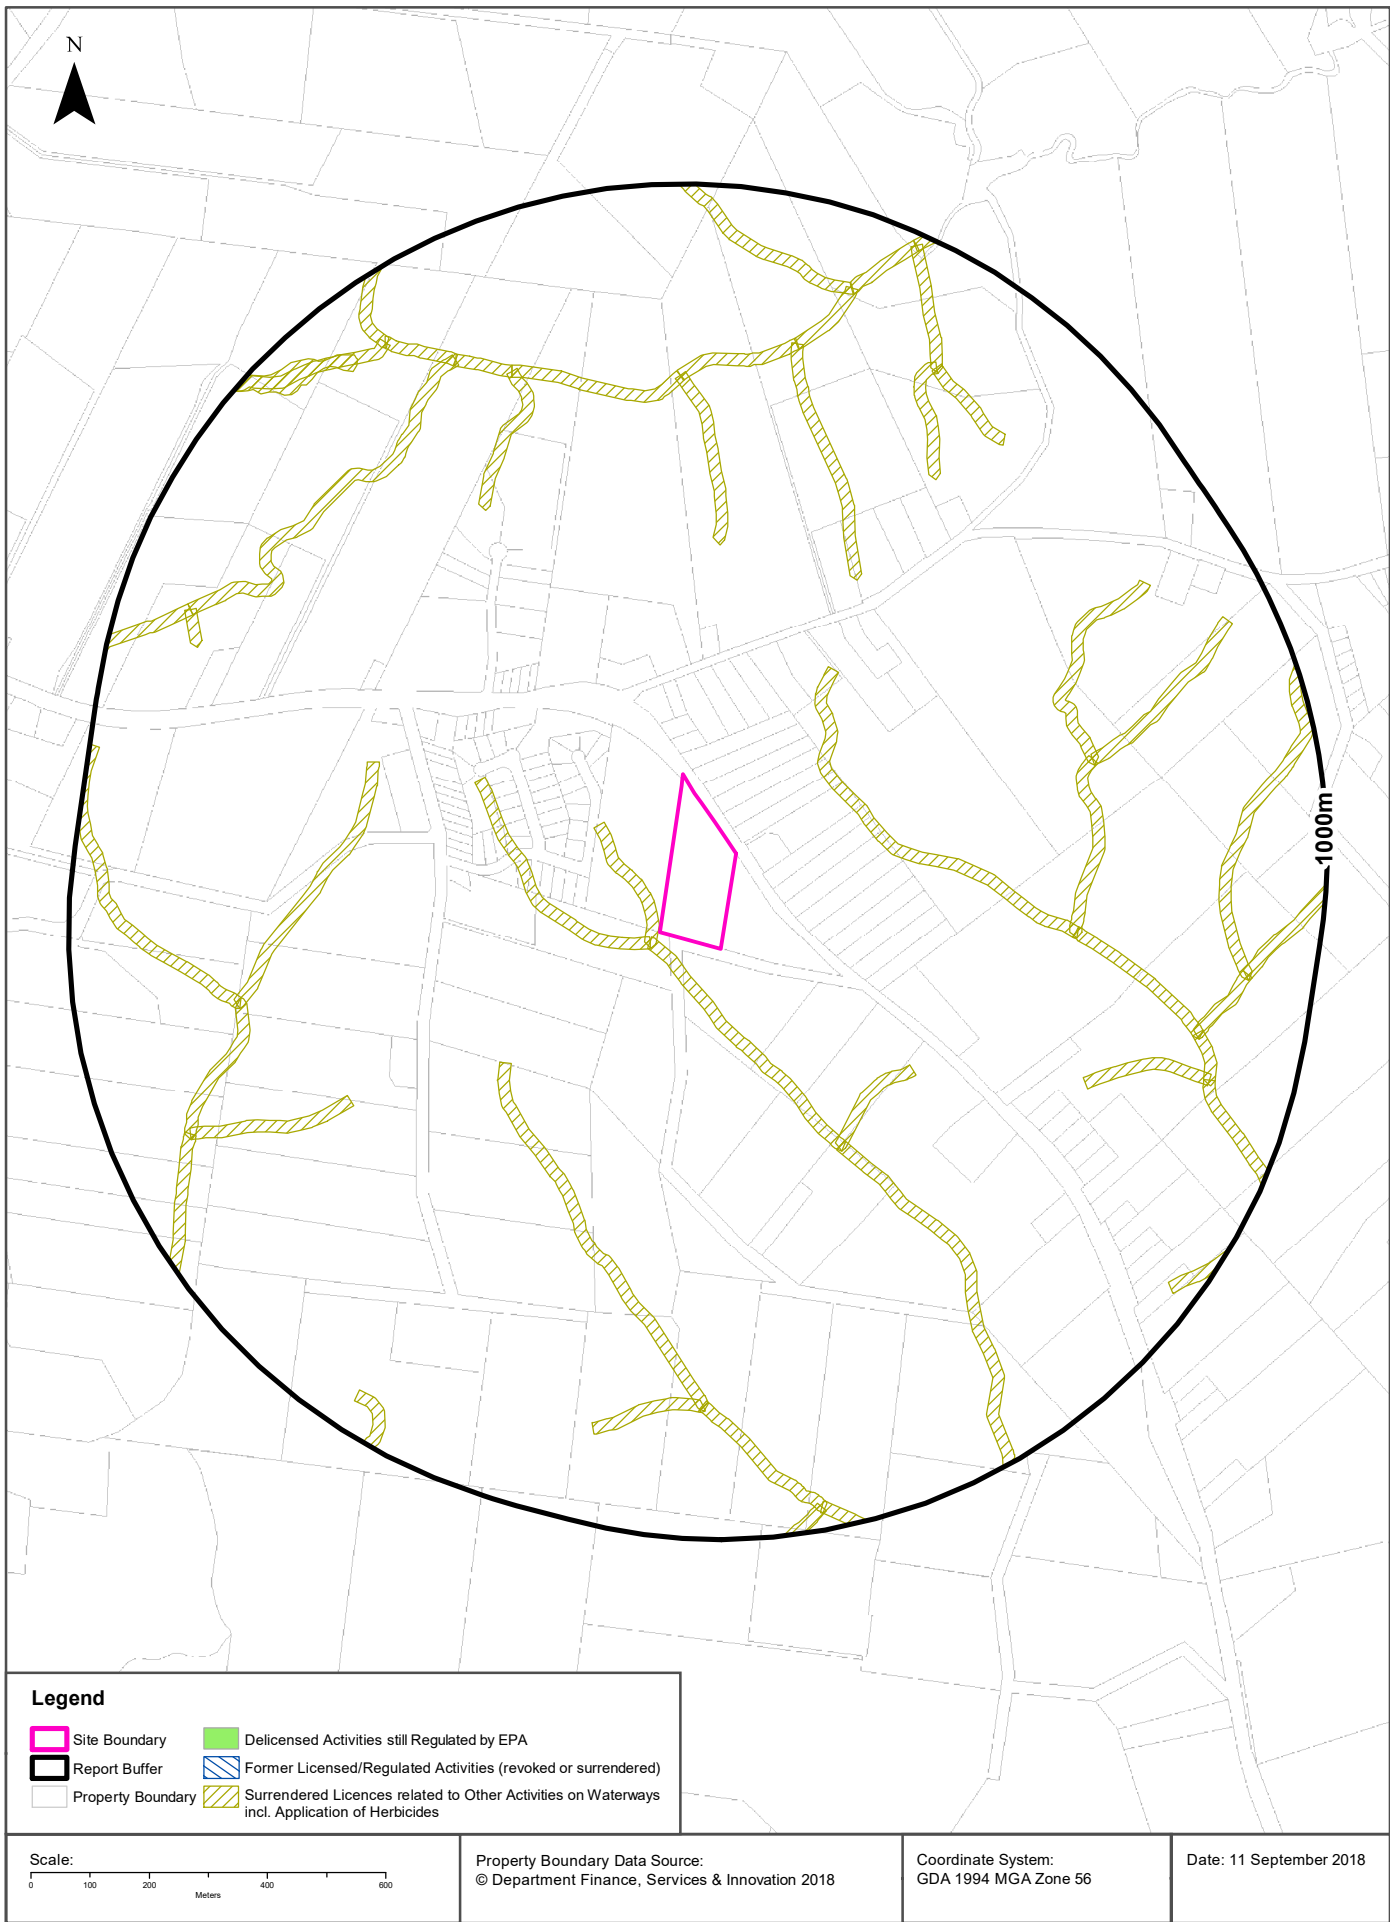 N
1000m
Legend
Site Boundary
Report Buffer
Property Boundary
Delicensed Activities still Regulated by EPA
Former Licensed/Regulated Activities (revoked or surrendered)
Surrendered Licences related to Other Activities on Waterways
incl. Application of Herbicides
Scale:
0 100 200 400 600
Meters
Property Boundary Data Source:
© Department Finance, Services & Innovation 2018
Coordinate System:
GDA 1994 MGA Zone 56
Date: 11 September 2018